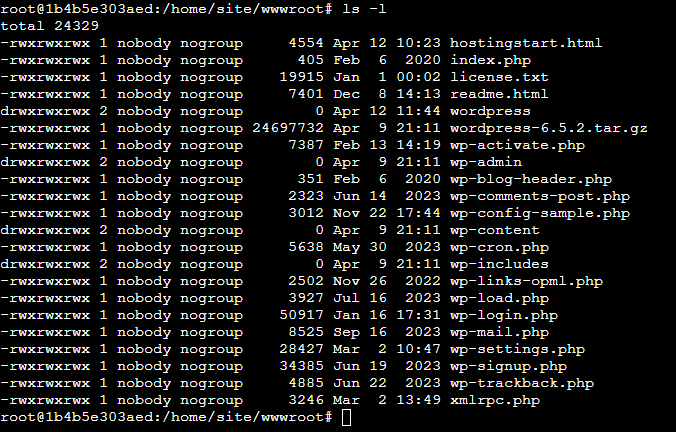 root@1b4b5e303aed:/home/site/wwwroot# ls -l
total 24329
-rwxrwxrwx 1 nobody nogroup     4554 Apr 12 10:23 hostingstart.html
-rwxrwxrwx 1 nobody nogroup      405 Feb  6  2020 index.php
-rwxrwxrwx 1 nobody nogroup    19915 Jan  1 00:02 license.txt
-rwxrwxrwx 1 nobody nogroup     7401 Dec  8 14:13 readme.html
drwxrwxrwx 2 nobody nogroup        0 Apr 12 11:44 wordpress
-rwxrwxrwx 1 nobody nogroup 24697732 Apr  9 21:11 wordpress-6.5.2.tar.gz
-rwxrwxrwx 1 nobody nogroup     7387 Feb 13 14:19 wp-activate.php
drwxrwxrwx 2 nobody nogroup        0 Apr  9 21:11 wp-admin
-rwxrwxrwx 1 nobody nogroup      351 Feb  6  2020 wp-blog-header.php
-rwxrwxrwx 1 nobody nogroup     2323 Jun 14  2023 wp-comments-post.php
-rwxrwxrwx 1 nobody nogroup     3012 Nov 22 17:44 wp-config-sample.php
drwxrwxrwx 2 nobody nogroup        0 Apr  9 21:11 wp-content
-rwxrwxrwx 1 nobody nogroup     5638 May 30  2023 wp-cron.php
drwxrwxrwx 2 nobody nogroup        0 Apr  9 21:11 wp-includes
-rwxrwxrwx 1 nobody nogroup     2502 Nov 26  2022 wp-links-opml.php
-rwxrwxrwx 1 nobody nogroup     3927 Jul 16  2023 wp-load.php
-rwxrwxrwx 1 nobody nogroup    50917 Jan 16 17:31 wp-login.php
-rwxrwxrwx 1 nobody nogroup     8525 Sep 16  2023 wp-mail.php
-rwxrwxrwx 1 nobody nogroup    28427 Mar  2 10:47 wp-settings.php
-rwxrwxrwx 1 nobody nogroup    34385 Jun 19  2023 wp-signup.php
-rwxrwxrwx 1 nobody nogroup     4885 Jun 22  2023 wp-trackback.php
-rwxrwxrwx 1 nobody nogroup     3246 Mar  2 13:49 xmlrpc.php
root@1b4b5e303aed:/home/site/wwwroot#